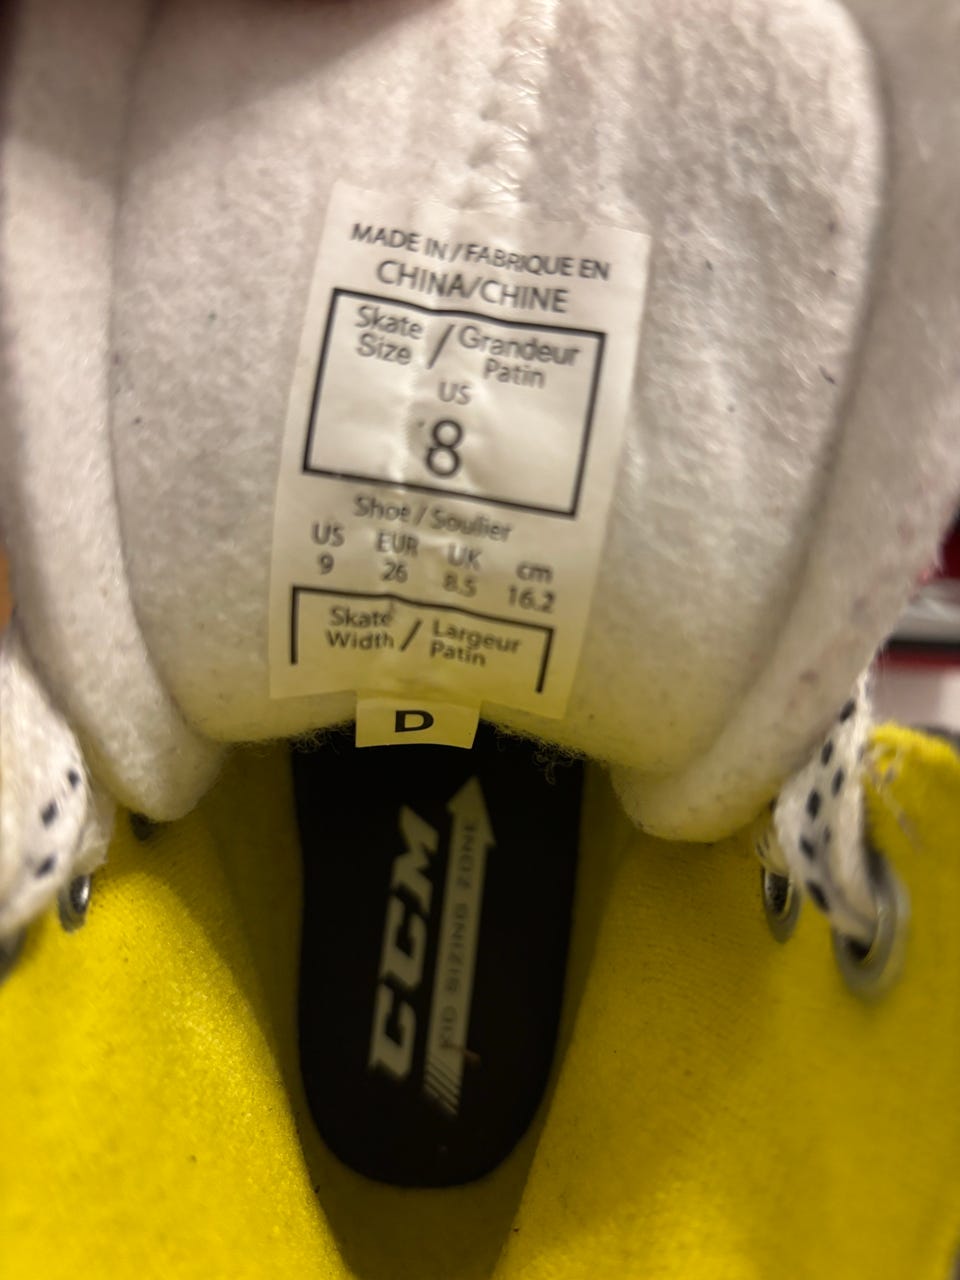 MADE IN / FABRIQUE EN
CHINA/CHINE
Skate Size / Grandeur Patin
US
8
Shoe / Soulier
US EUR UK cm
9 26 8.5 16.2
Skate Width / Largeur Patin
D
CCM
KID SIZING ZONE